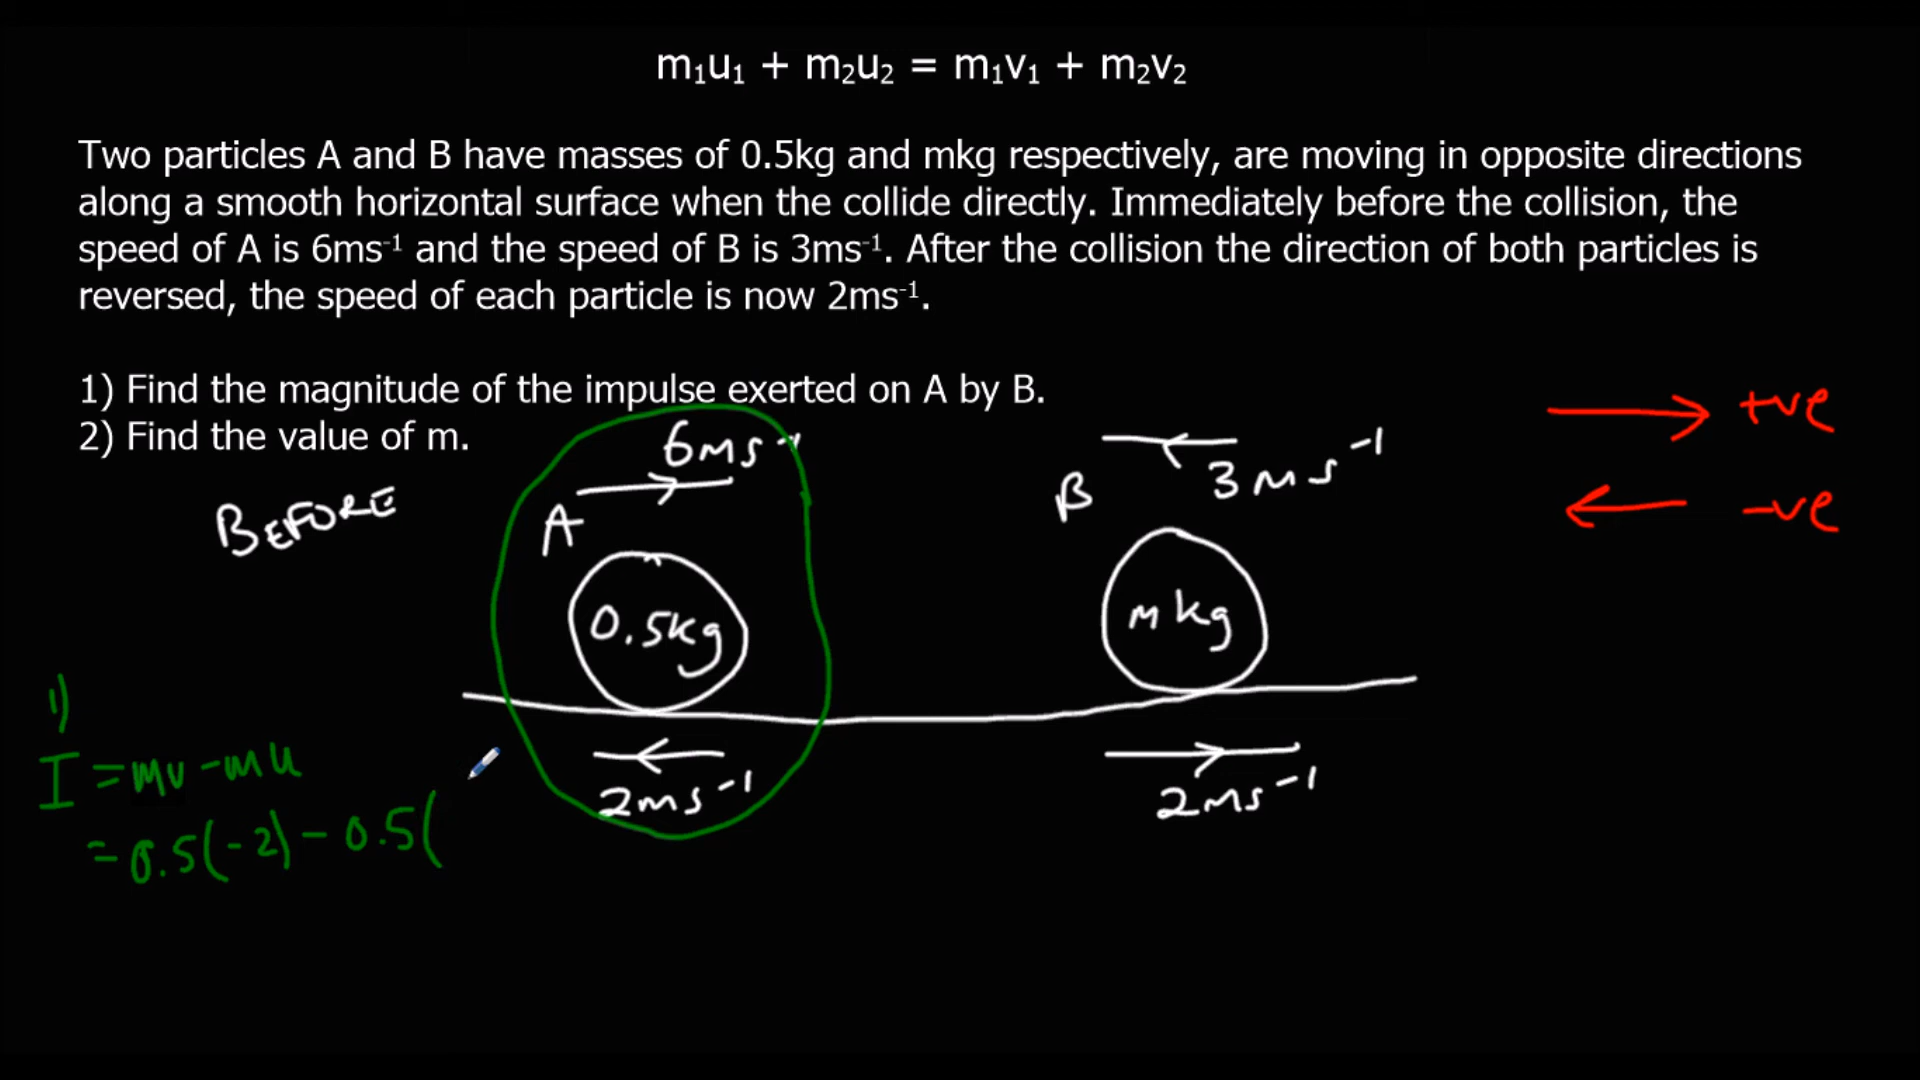 m₁u₁ + m₂u₂ = m₁v₁ + m₂v₂
Two particles A and B have masses of 0.5kg and mkg respectively, are moving in opposite directions
along a smooth horizontal surface when the collide directly. Immediately before the collision, the
speed of A is 6ms⁻¹ and the speed of B is 3ms⁻¹. After the collision the direction of both particles is
reversed, the speed of each particle is now 2ms⁻¹.
1) Find the magnitude of the impulse exerted on A by B.
2) Find the value of m.
BEFORE
6ms⁻¹
A
0.5kg
2ms⁻¹
B
3ms⁻¹
mkg
2ms⁻¹
+ve
-ve
1)
I = mv - mu
= 0.5(-2) - 0.5(